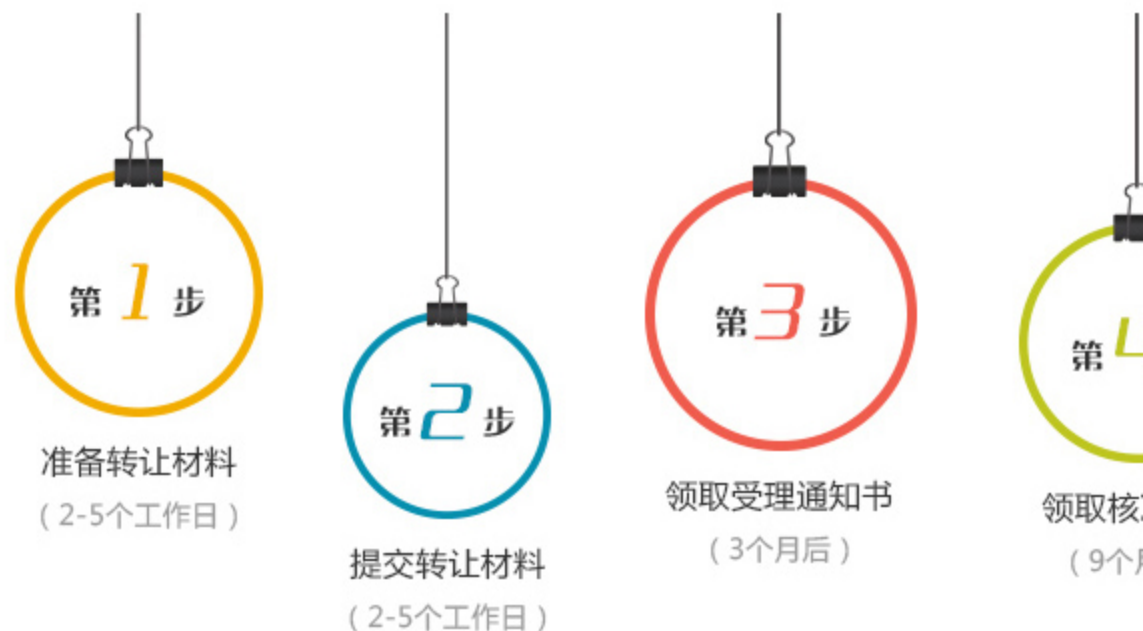 第1步
准备转让材料
（2-5个工作日）
第2步
提交转让材料
（2-5个工作日）
第3步
领取受理通知书
（3个月后）
第4
领取核
（9个月